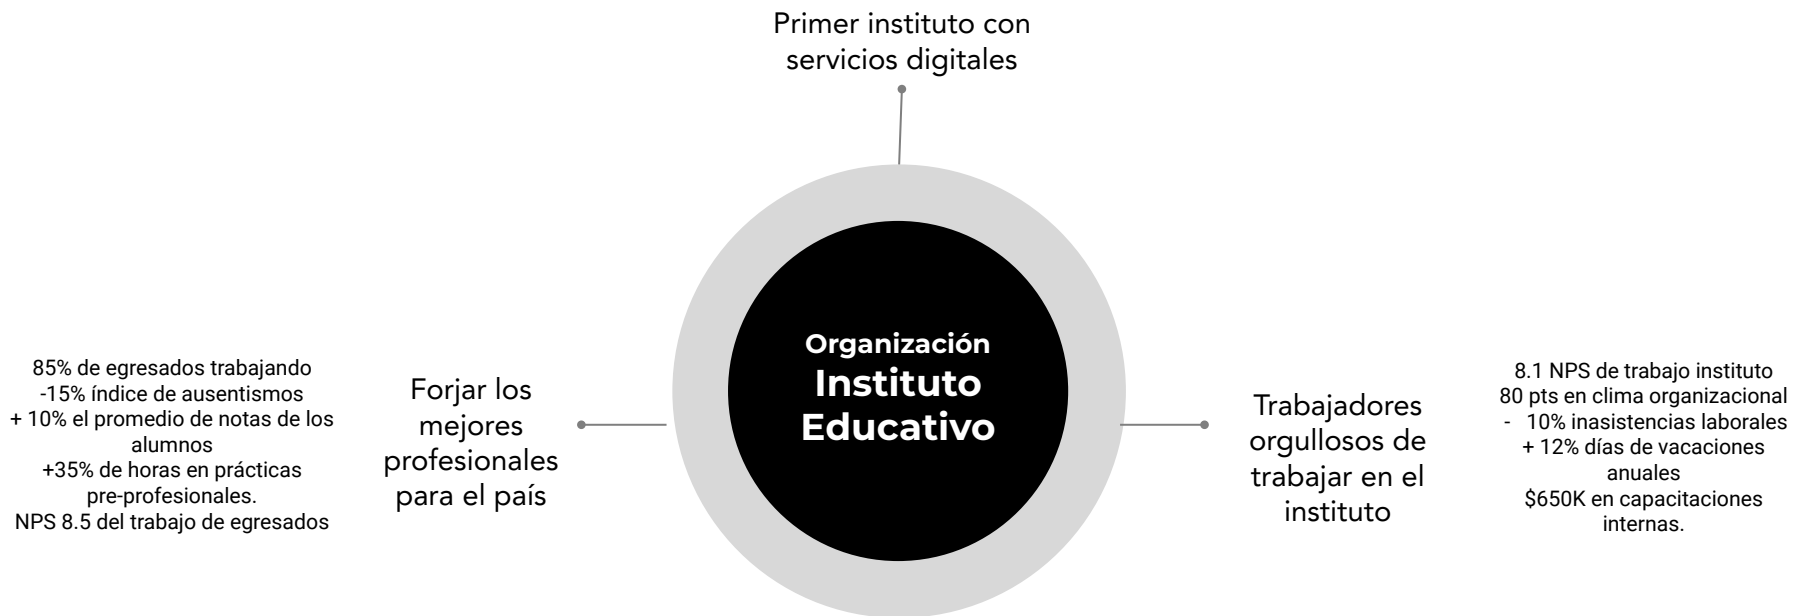 Primer instituto con
servicios digitales
85% de egresados trabajando
-15% índice de ausentismos
+ 10% el promedio de notas de los
alumnos
+35% de horas en prácticas
pre-profesionales.
NPS 8.5 del trabajo de egresados
Forjar los
mejores
profesionales
para el país
Organización
Instituto
Educativo
Trabajadores
orgullosos de
trabajar en el
instituto
8.1 NPS de trabajo instituto
80 pts en clima organizacional
- 10% inasistencias laborales
+ 12% días de vacaciones
anuales
$650K en capacitaciones
internas.